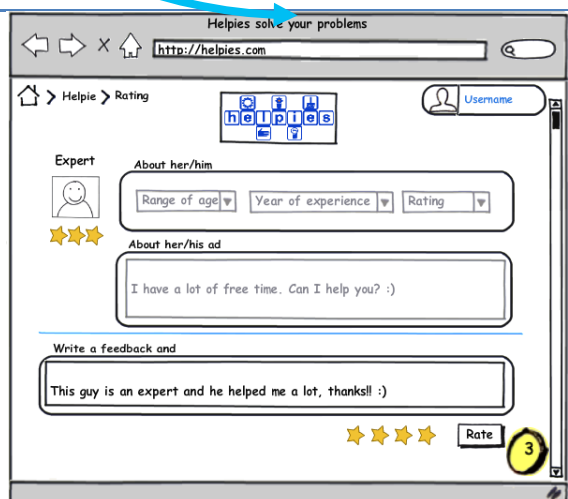 Helpies solve your problems
http://helpies.com
Helpie Rating
helpies
Username
Expert
About her/him
Range of age
Year of experience
Rating
About her/his ad
I have a lot of free time. Can I help you? :)
Write a feedback and
This guy is an expert and he helped me a lot, thanks!! :)
Rate
3